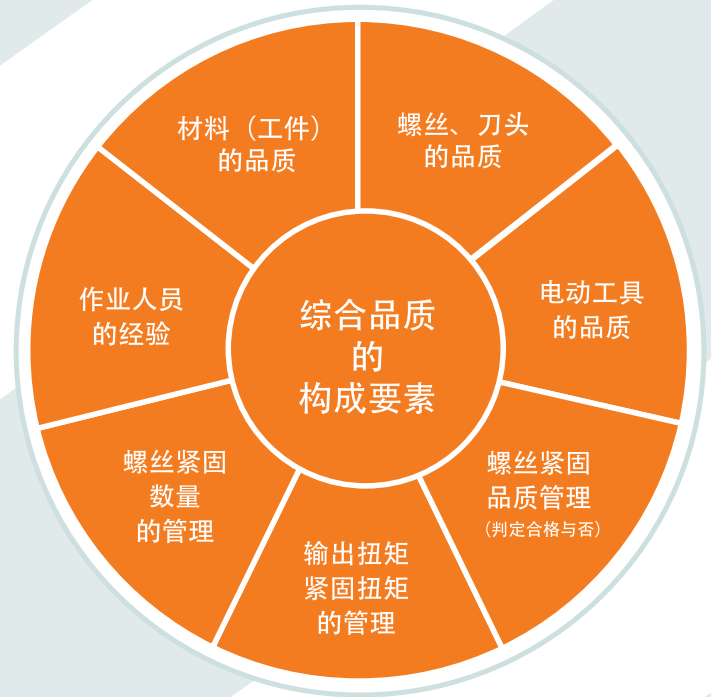 综合品质
的
构成要素
螺丝、刀头
的品质
电动工具
的品质
螺丝紧固
品质管理
(判定合格与否)
输出扭矩
紧固扭矩
的管理
螺丝紧固
数量
的管理
作业人员
的经验
材料（工件）
的品质